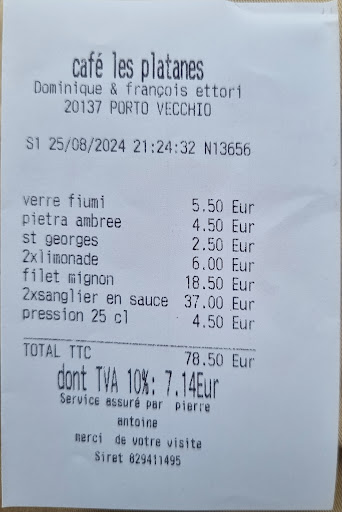 café les platanes
Dominique & françois ettori
20137 PORTO VECCHIO
S1 25/08/2024 21:24:32 N13656
verre fiumi 5.50 Eur
pietra ambree 4.50 Eur
st georges 2.50 Eur
2xlimonade 6.00 Eur
filet mignon 18.50 Eur
2xsanglier en sauce 37.00 Eur
pression 25 cl 4.50 Eur
TOTAL TTC 78.50 Eur
dont TVA 10%: 7.14Eur
Service assuré par pierre
antoine
merci de votre visite
Siret 829411495